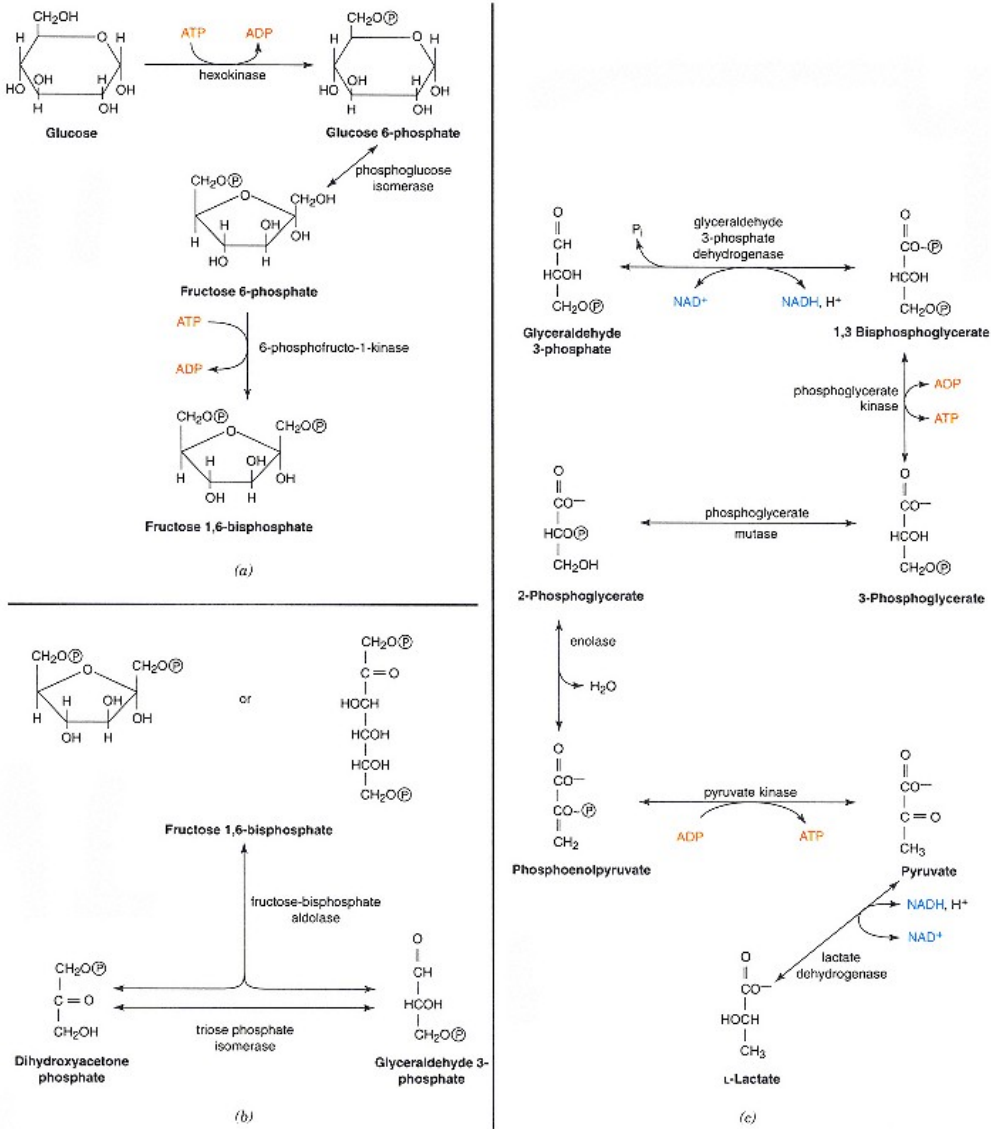 CH₂OH
H
O
H
HO
OH
H
H
OH
OH
Glucose
ATP
ADP
hexokinase
CH₂OⓅ
H
O
H
HO
OH
H
H
OH
OH
Glucose 6-phosphate
phosphoglucose
isomerase
CH₂OⓅ
O
CH₂OH
H
H
OH
OH
HO
H
Fructose 6-phosphate
ATP
ADP
6-phosphofructo-1-kinase
CH₂OⓅ
O
CH₂OⓅ
H
H
OH
OH
OH
H
Fructose 1,6-bisphosphate
(a)
CH₂OⓅ
O
CH₂OⓅ
H
H
OH
OH
OH
H
or
CH₂OⓅ
C=O
HOCH
HCOH
HCOH
CH₂OⓅ
Fructose 1,6-bisphosphate
fructose-bisphosphate
aldolase
CH₂OⓅ
C=O
CH₂OH
Dihydroxyacetone
phosphate
triose phosphate
isomerase
O
CH
HCOH
CH₂OⓅ
Glyceraldehyde 3-
phosphate
(b)
O
CH
HCOH
CH₂OⓅ
Glyceraldehyde
3-phosphate
Pᵢ
glyceraldehyde
3-phosphate
dehydrogenase
NAD⁺
NADH, H⁺
O
CO-Ⓟ
HCOH
CH₂OⓅ
1,3 Bisphosphoglycerate
phosphoglycerate
kinase
ADP
ATP
O
CO—
HCOⓅ
CH₂OH
2-Phosphoglycerate
phosphoglycerate
mutase
O
CO—
HCOH
CH₂OⓅ
3-Phosphoglycerate
enolase
H₂O
O
CO—
CO-Ⓟ
CH₂
Phosphoenolpyruvate
pyruvate kinase
ADP
ATP
O
CO—
C=O
CH₃
Pyruvate
NADH, H⁺
NAD⁺
lactate
dehydrogenase
O
CO—
HOCH
CH₃
L-Lactate
(c)